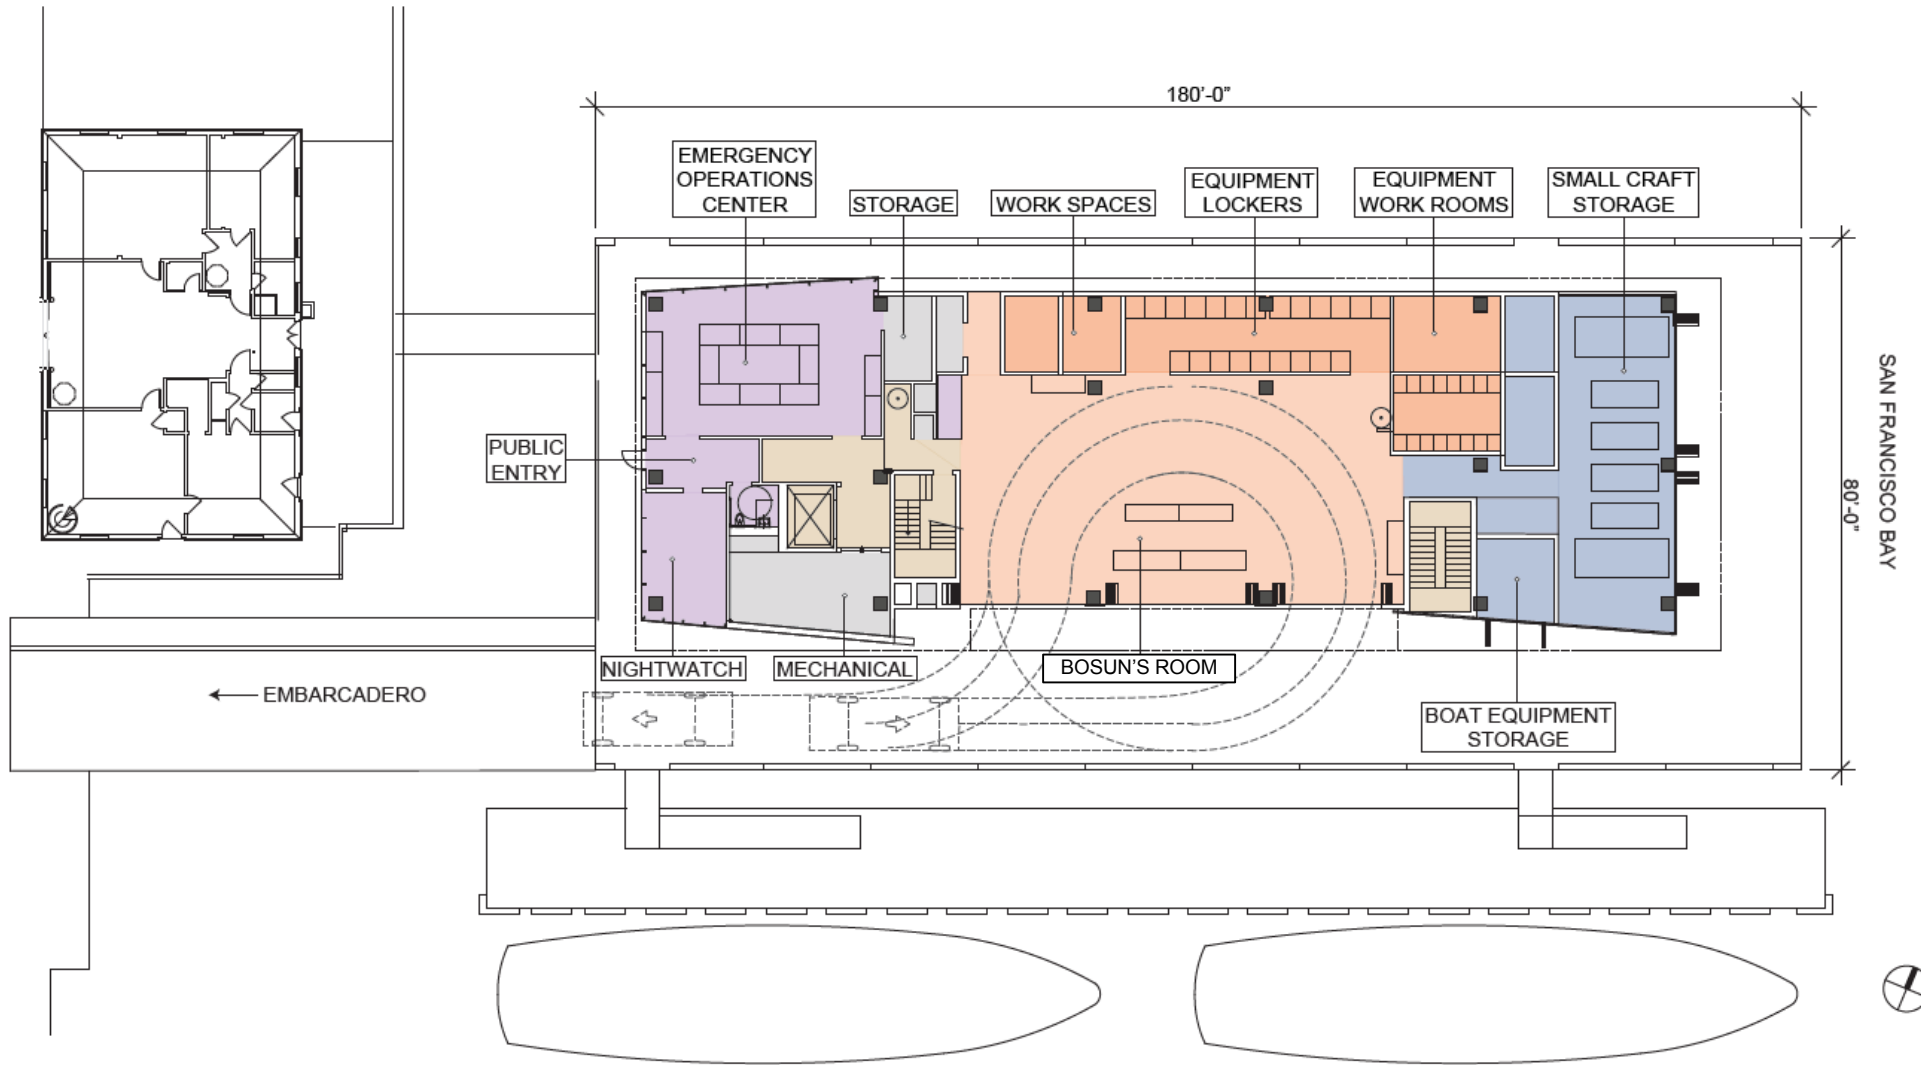 180'-0"
EMERGENCY
OPERATIONS
CENTER
STORAGE
WORK SPACES
EQUIPMENT
LOCKERS
EQUIPMENT
WORK ROOMS
SMALL CRAFT
STORAGE
PUBLIC
ENTRY
SAN FRANCISCO BAY
80'-0"
NIGHTWATCH
MECHANICAL
BOSUN'S ROOM
EMBARCADERO
BOAT EQUIPMENT
STORAGE